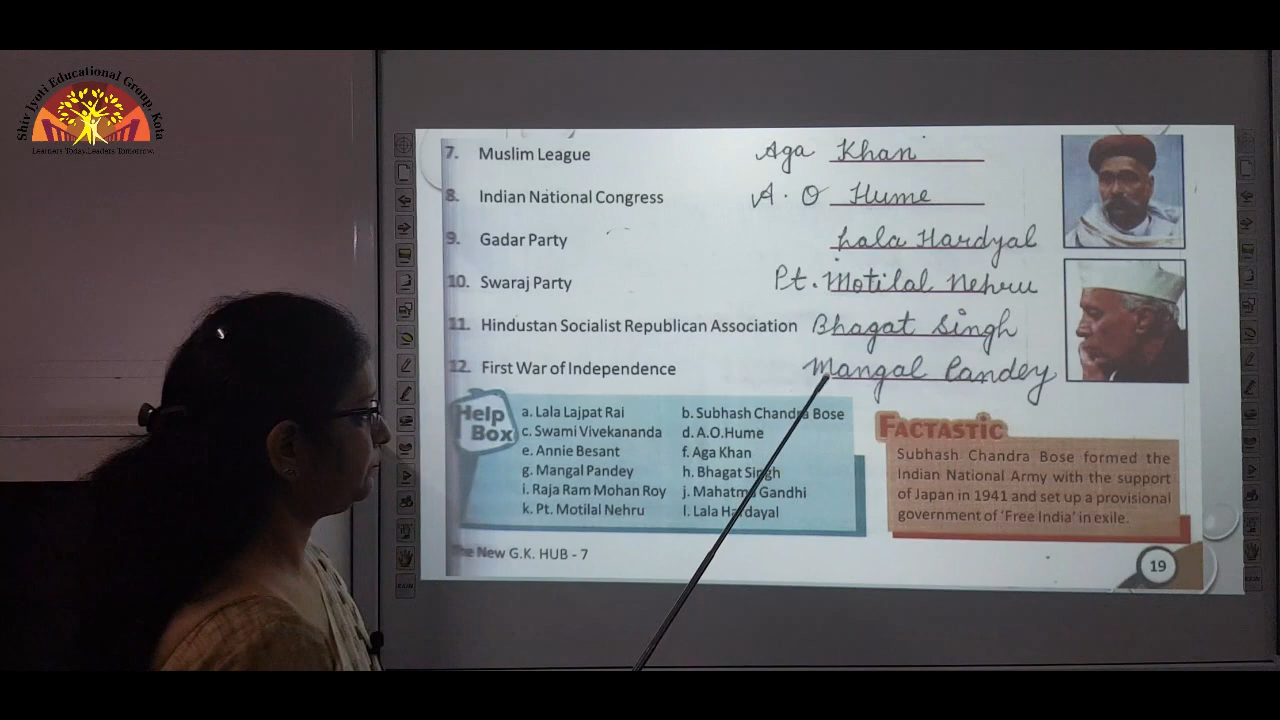 Shiv Jyoti Educational Group, Kota
Learners Today.Leaders Tomorrow.
7. Muslim League Aga Khan
8. Indian National Congress A. O Hume
9. Gadar Party Lala Hardyal
10. Swaraj Party Pt. Motilal Nehru
11. Hindustan Socialist Republican Association Bhagat Singh
12. First War of Independence Mangal Pandey
Help Box
a. Lala Lajpat Rai b. Subhash Chandra Bose
c. Swami Vivekananda d. A.O.Hume
e. Annie Besant f. Aga Khan
g. Mangal Pandey h. Bhagat Singh
i. Raja Ram Mohan Roy j. Mahatma Gandhi
k. Pt. Motilal Nehru l. Lala Hardayal
FACTASTIC
Subhash Chandra Bose formed the
Indian National Army with the support
of Japan in 1941 and set up a provisional
government of ‘Free India’ in exile.
The New G.K. HUB - 7
19